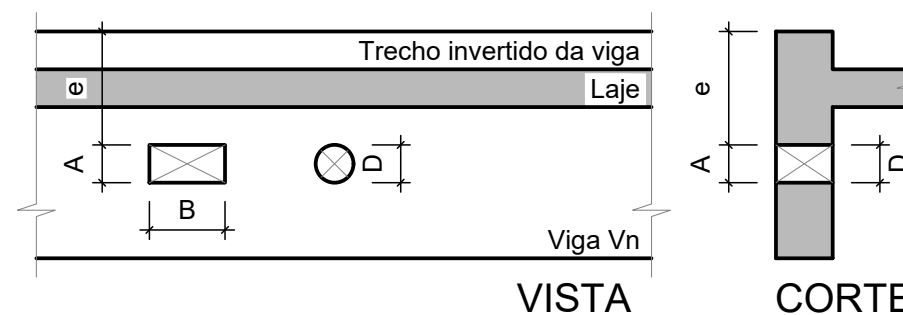 Trecho invertido da viga
e
Laje
e
A
D
A
D
B
Viga Vn
VISTA
CORTE